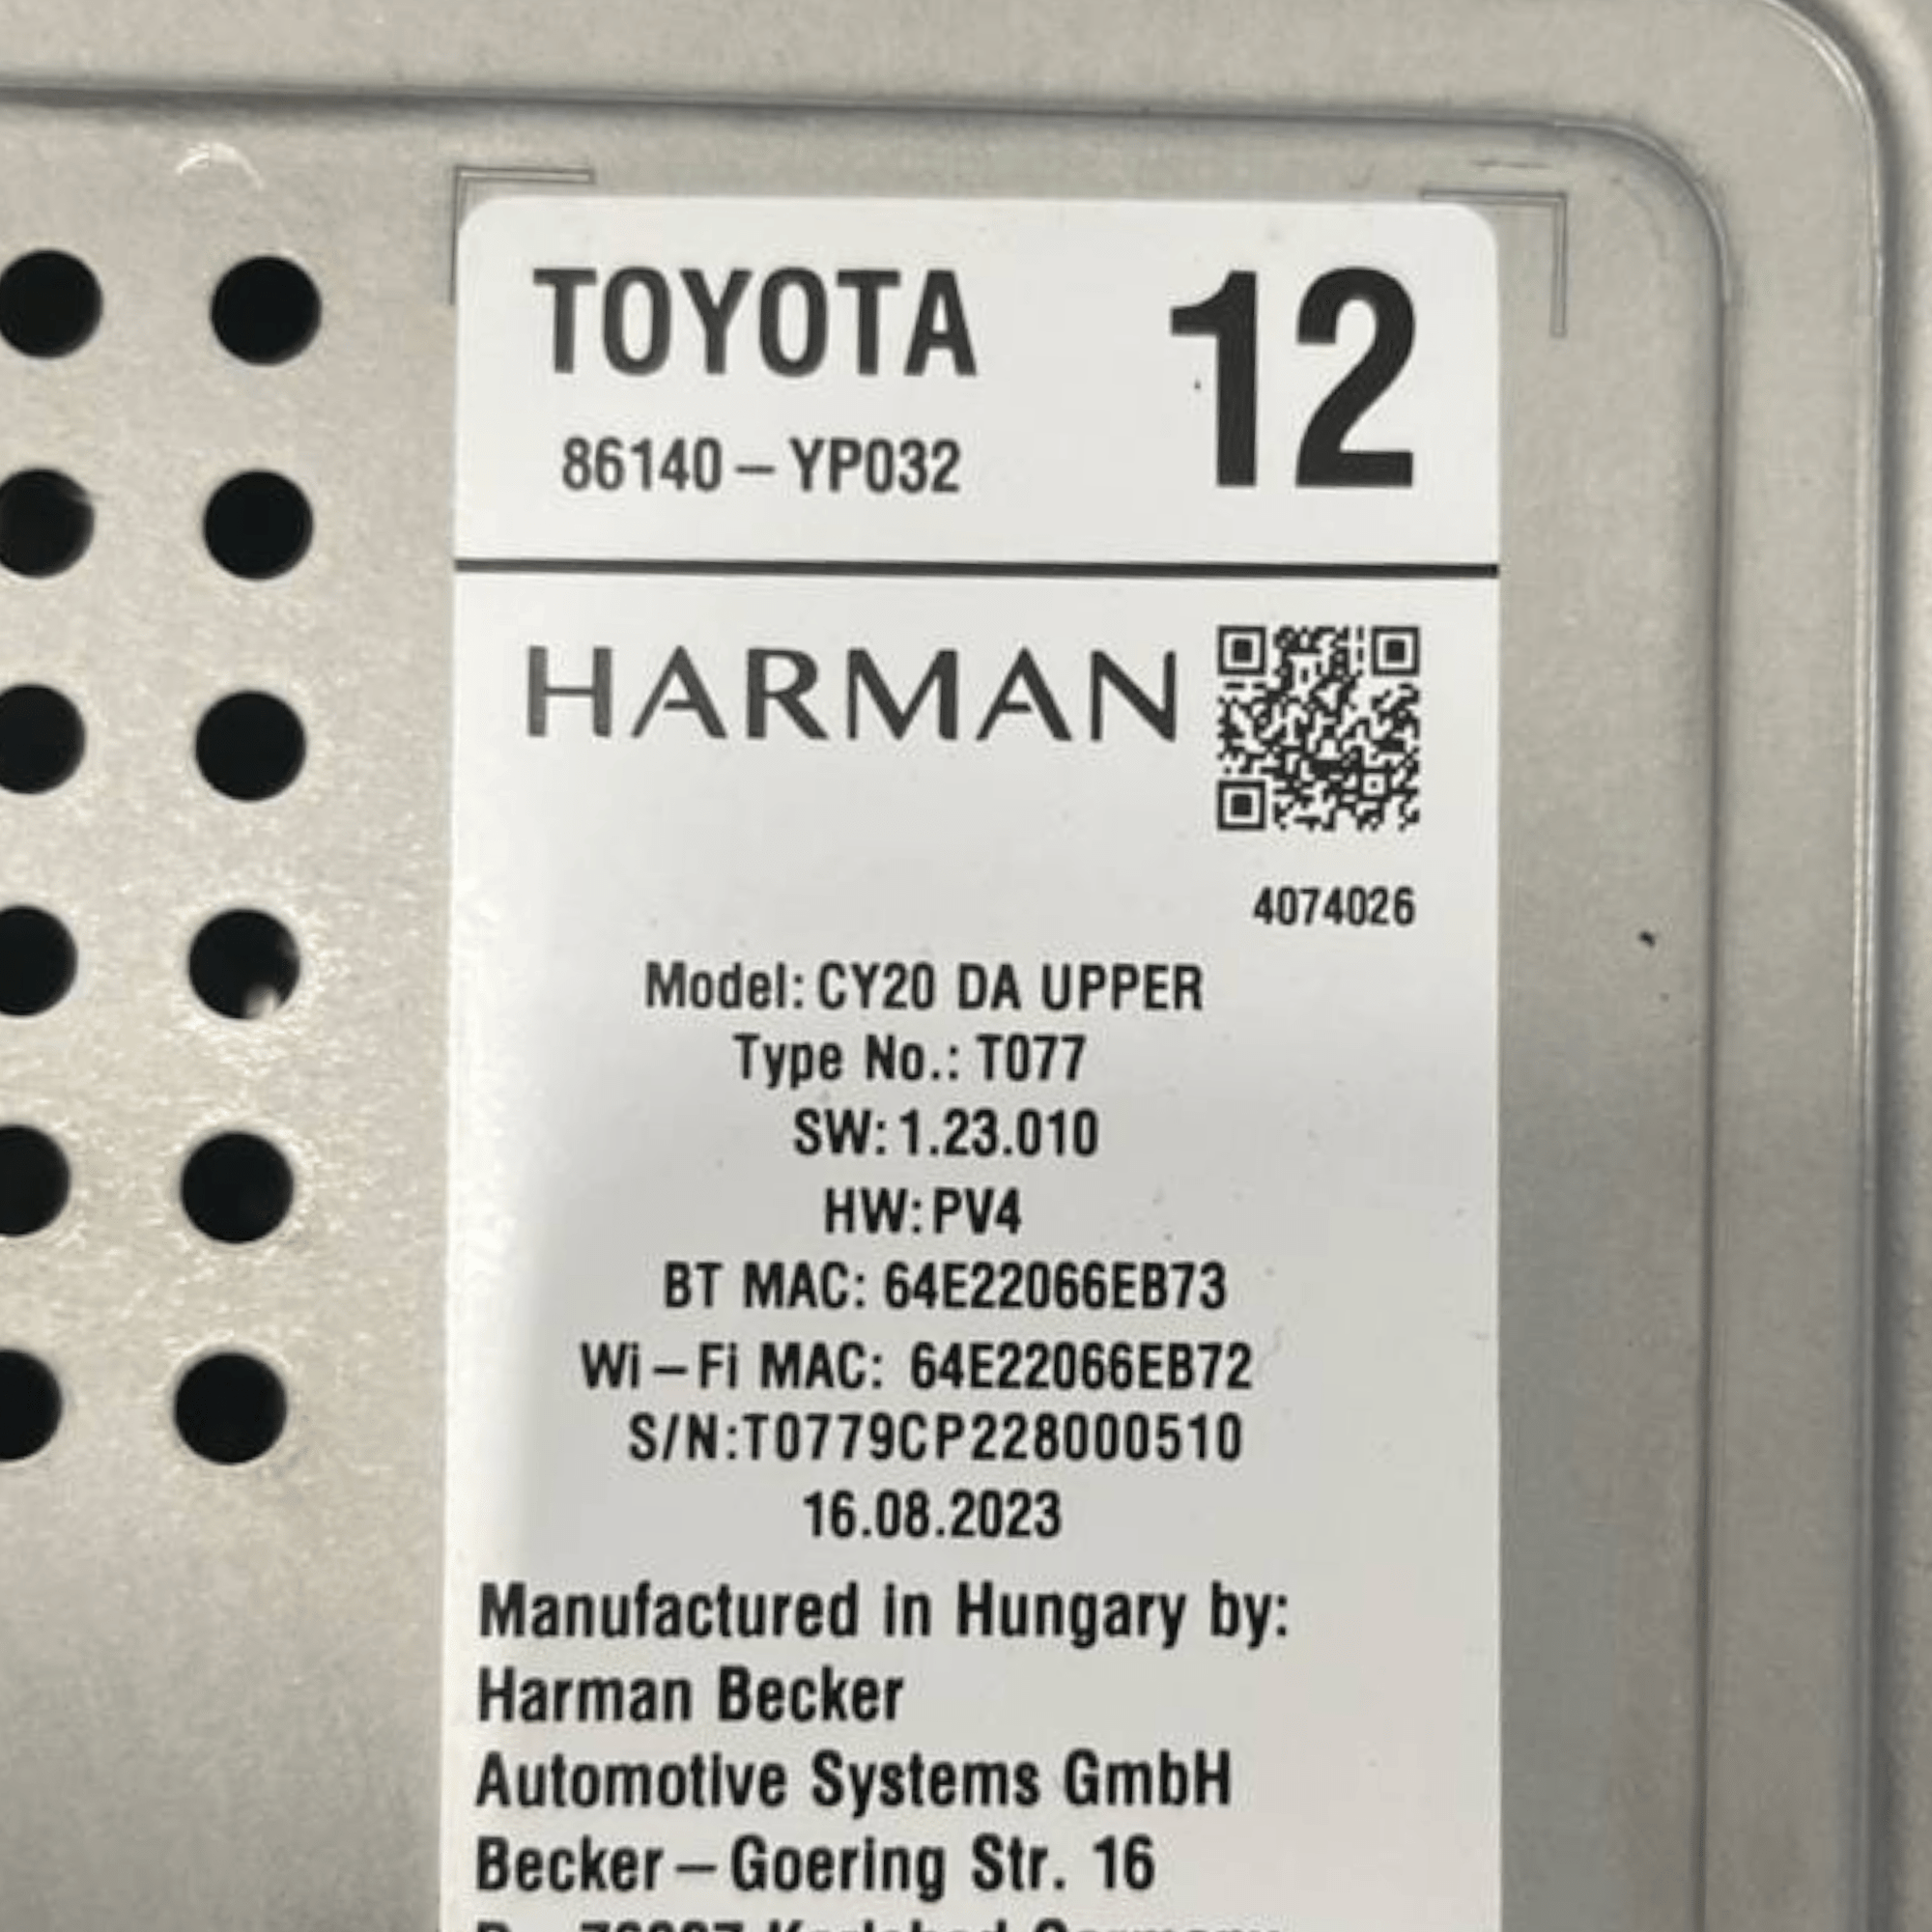 TOYOTA 12
86140-YP032
HARMAN
4074026
Model: CY20 DA UPPER
Type No.: T077
SW: 1.23.010
HW: PV4
BT MAC: 64E22066EB73
Wi-Fi MAC: 64E22066EB72
S/N:T0779CP228000510
16.08.2023
Manufactured in Hungary by:
Harman Becker
Automotive Systems GmbH
Becker-Goering Str. 16